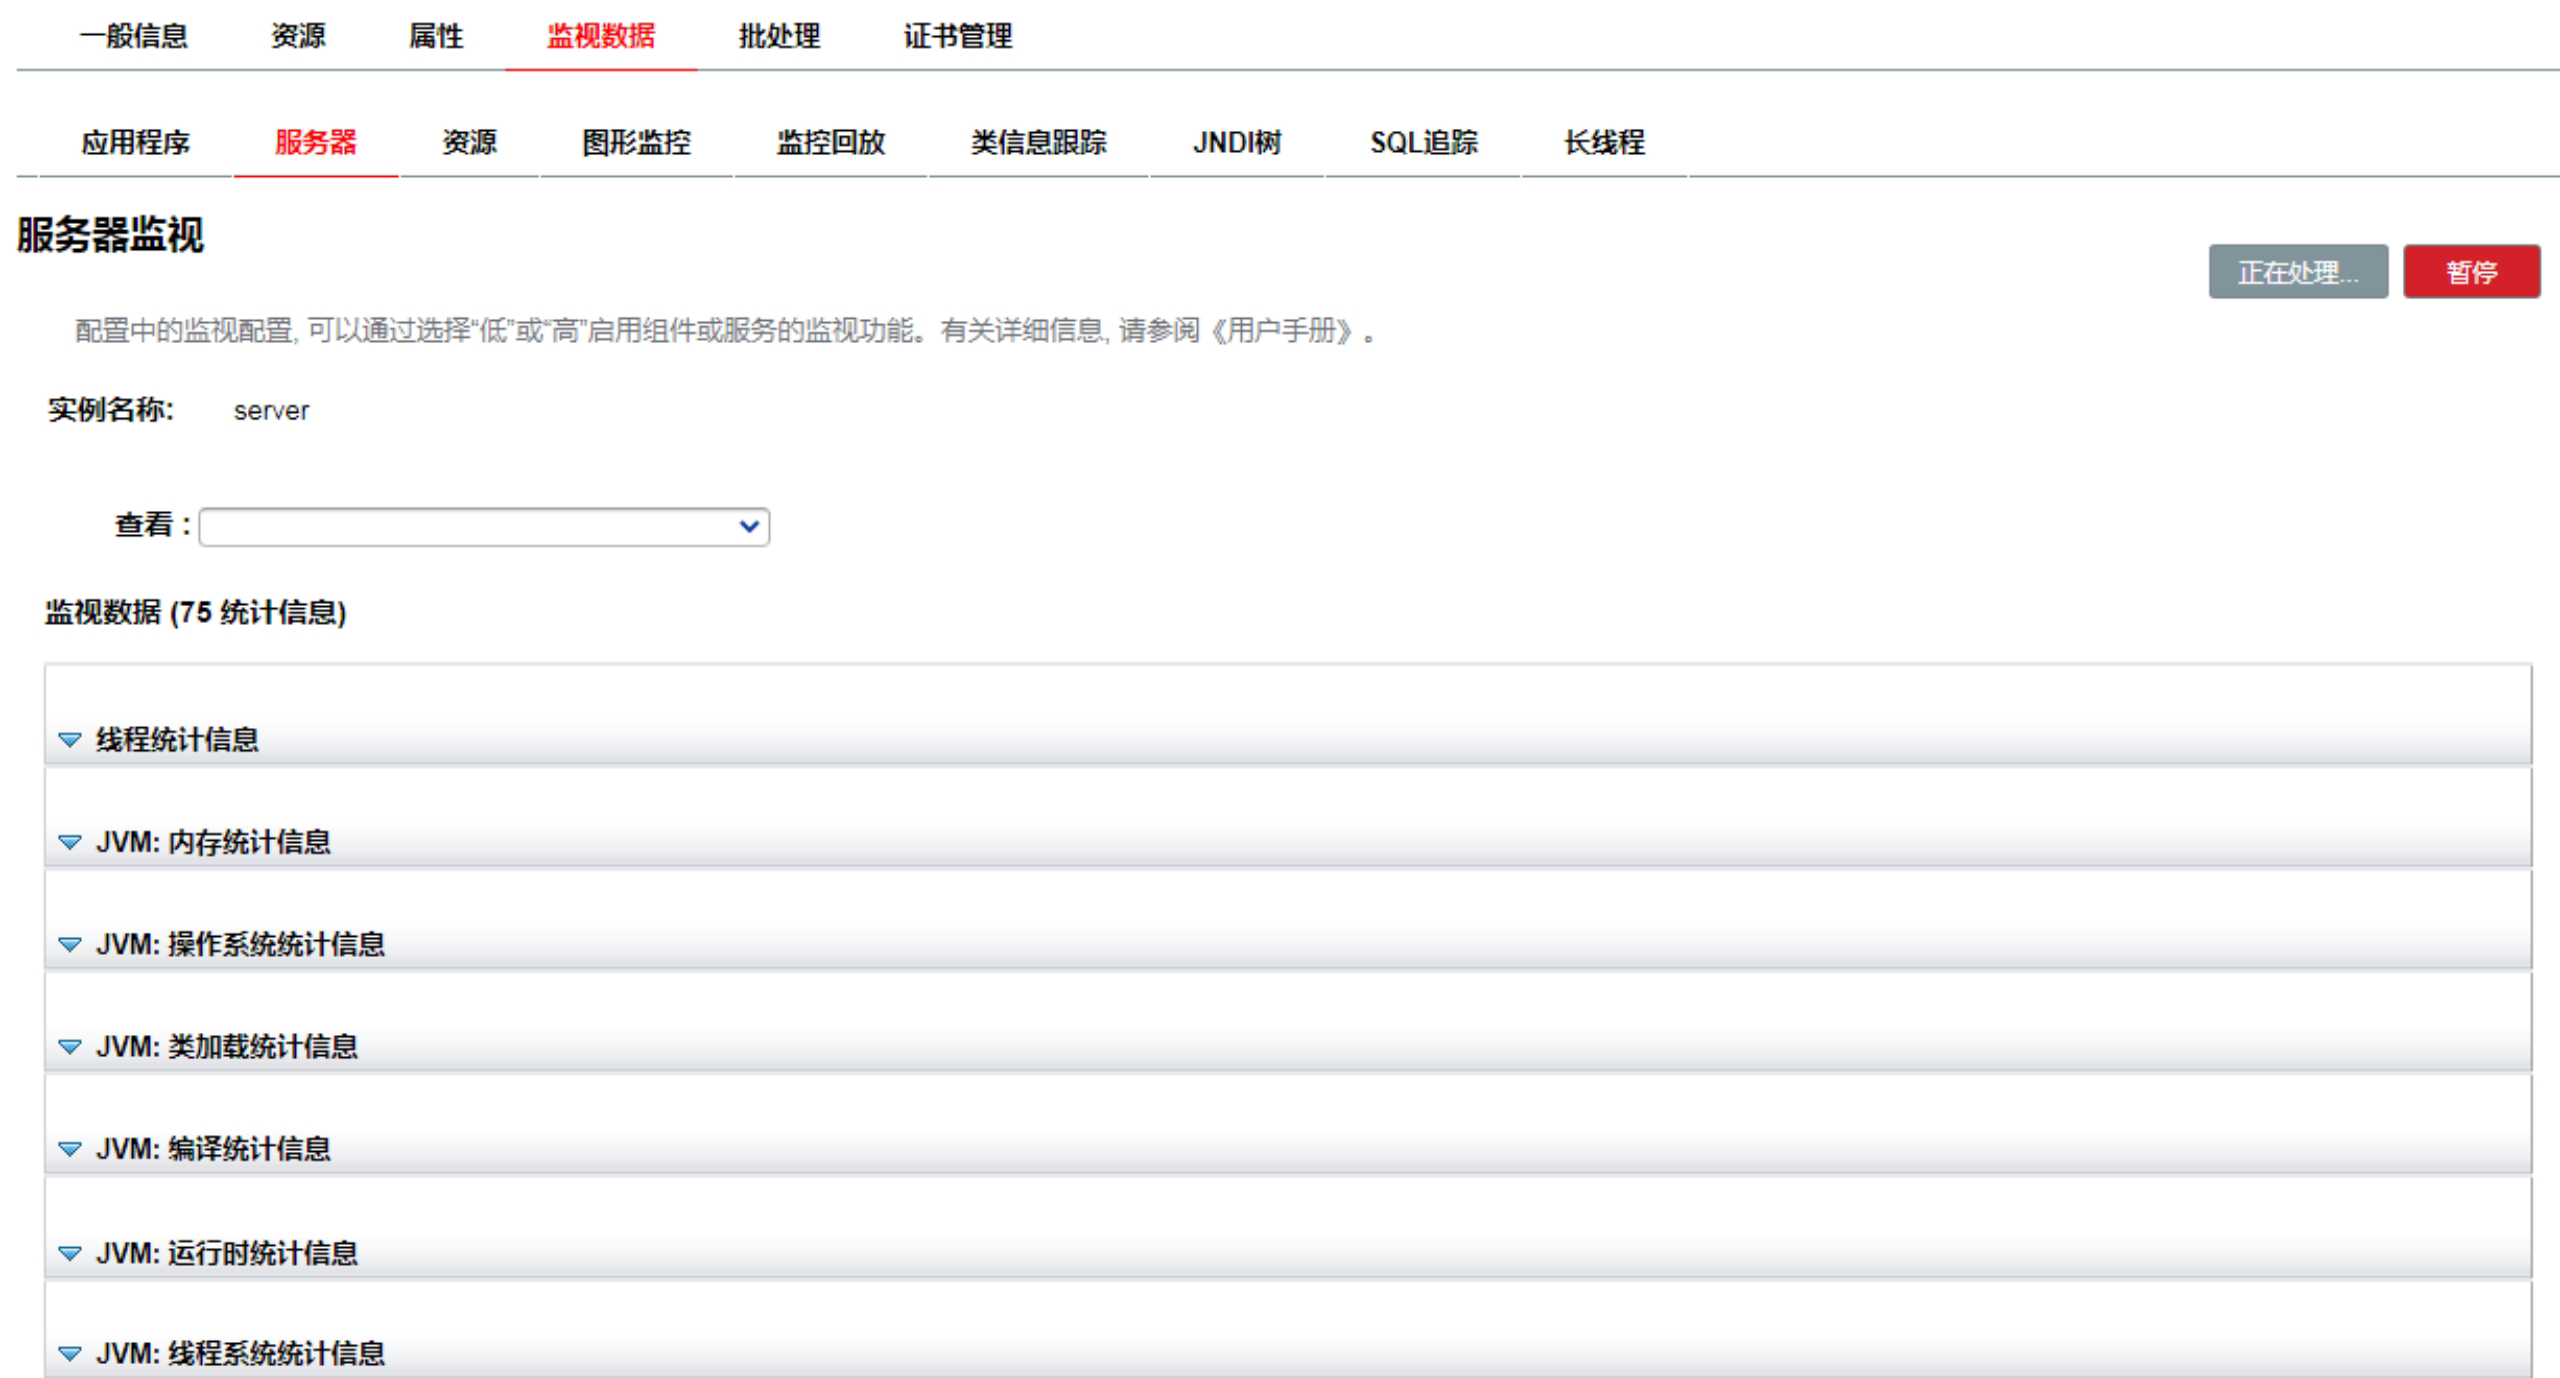 一般信息 资源 属性 监视数据 批处理 证书管理
应用程序 服务器 资源 图形监控 监控回放 类信息跟踪 JNDI树 SQL追踪 长线程
服务器监视
正在处理... 暂停
配置中的监视配置, 可以通过选择“低”或“高”启用组件或服务的监视功能。有关详细信息, 请参阅《用户手册》。
实例名称: server
查看 :
监视数据 (75 统计信息)
线程统计信息
JVM: 内存统计信息
JVM: 操作系统统计信息
JVM: 类加载统计信息
JVM: 编译统计信息
JVM: 运行时统计信息
JVM: 线程系统统计信息